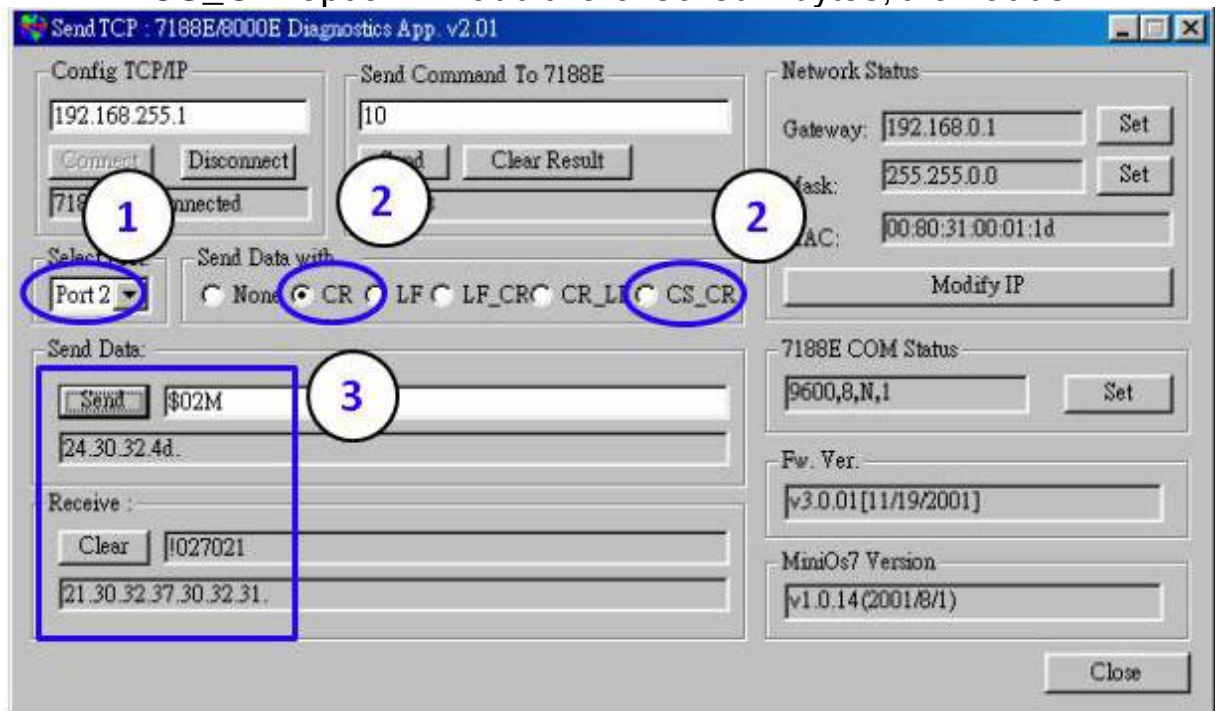 Send TCP : 7188E/8000E Diagnostics App. v2.01
Config TCP/IP
192.168.255.1
Connect Disconnect
1
Send Command To 7188E
10
Clear Result
2
Network Status
Gateway: 192.168.0.1 Set
Mask: 255.255.0.0 Set
2
00:80:31:00:01:1d
Modify IP
Port 2
Send Data with
None CR LF LF_CR CR_LF CS_CR
Send Data:
Send $02M
24.30.32.4d.
3
Receive :
Clear !027021
21.30.32.37.30.32.31.
7188E COM Status
9600,8,N,1 Set
Fw. Ver.
v3.0.01[11/19/2001]
MiniOs7 Version
v1.0.14(2001/8/1)
Close